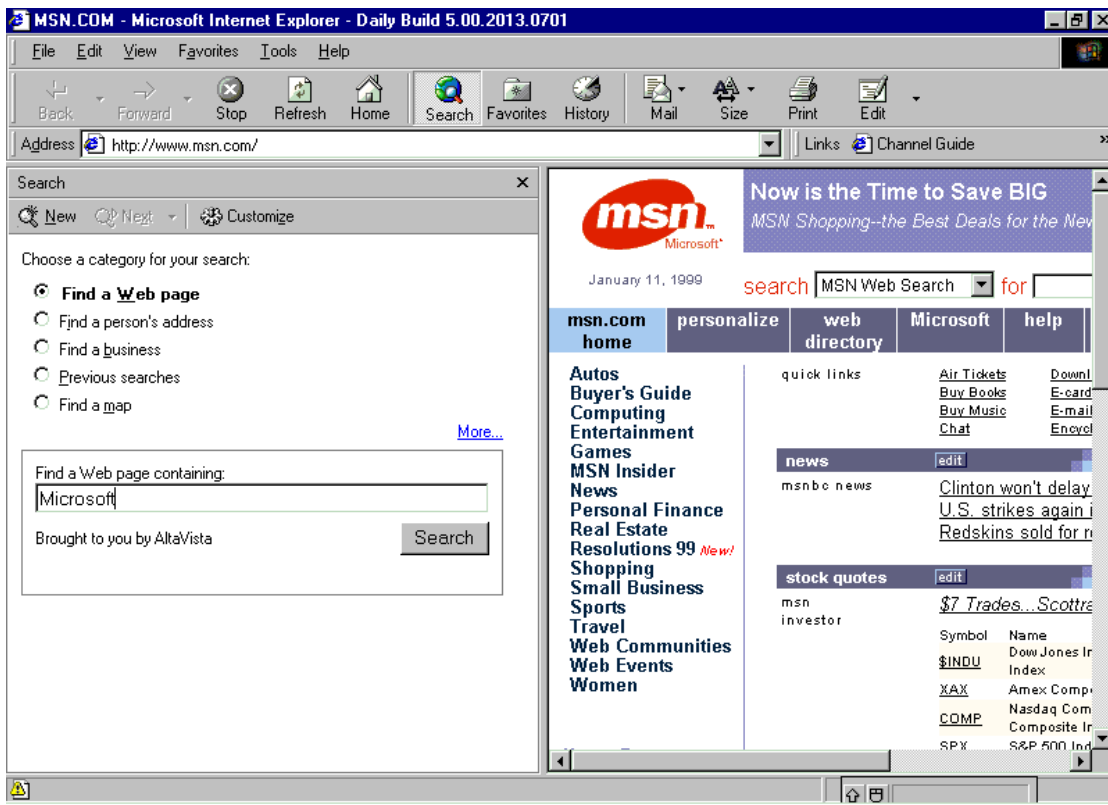 MSN.COM - Microsoft Internet Explorer - Daily Build 5.00.2013.0701
File Edit View Favorites Tools Help
Back Forward Stop Refresh Home Search Favorites History Mail Size Print Edit
Address http://www.msn.com/ Links Channel Guide »
Search
New Next Customize
Choose a category for your search:
Find a Web page
Find a person's address
Find a business
Previous searches
Find a map
More...
Find a Web page containing:
Microsoft
Brought to you by AltaVista Search
msn
Microsoft
Now is the Time to Save BIG
MSN Shopping--the Best Deals for the New
January 11, 1999
search MSN Web Search for
msn.com home personalize web directory Microsoft help
Autos
Buyer's Guide
Computing
Entertainment
Games
MSN Insider
News
Personal Finance
Real Estate
Resolutions 99 New!
Shopping
Small Business
Sports
Travel
Web Communities
Web Events
Women
quick links
Air Tickets Downl
Buy Books E-card
Buy Music E-mail
Chat Encycl
news edit
msnbc news
Clinton won't delay
U.S. strikes again i
Redskins sold for r
stock quotes edit
msn
investor
$7 Trades...Scottra
Symbol Name
$INDU Dow Jones In
Index
XAX Amex Compo
COMP Nasdaq Com
Composite In
SPX S&P 500 Ind